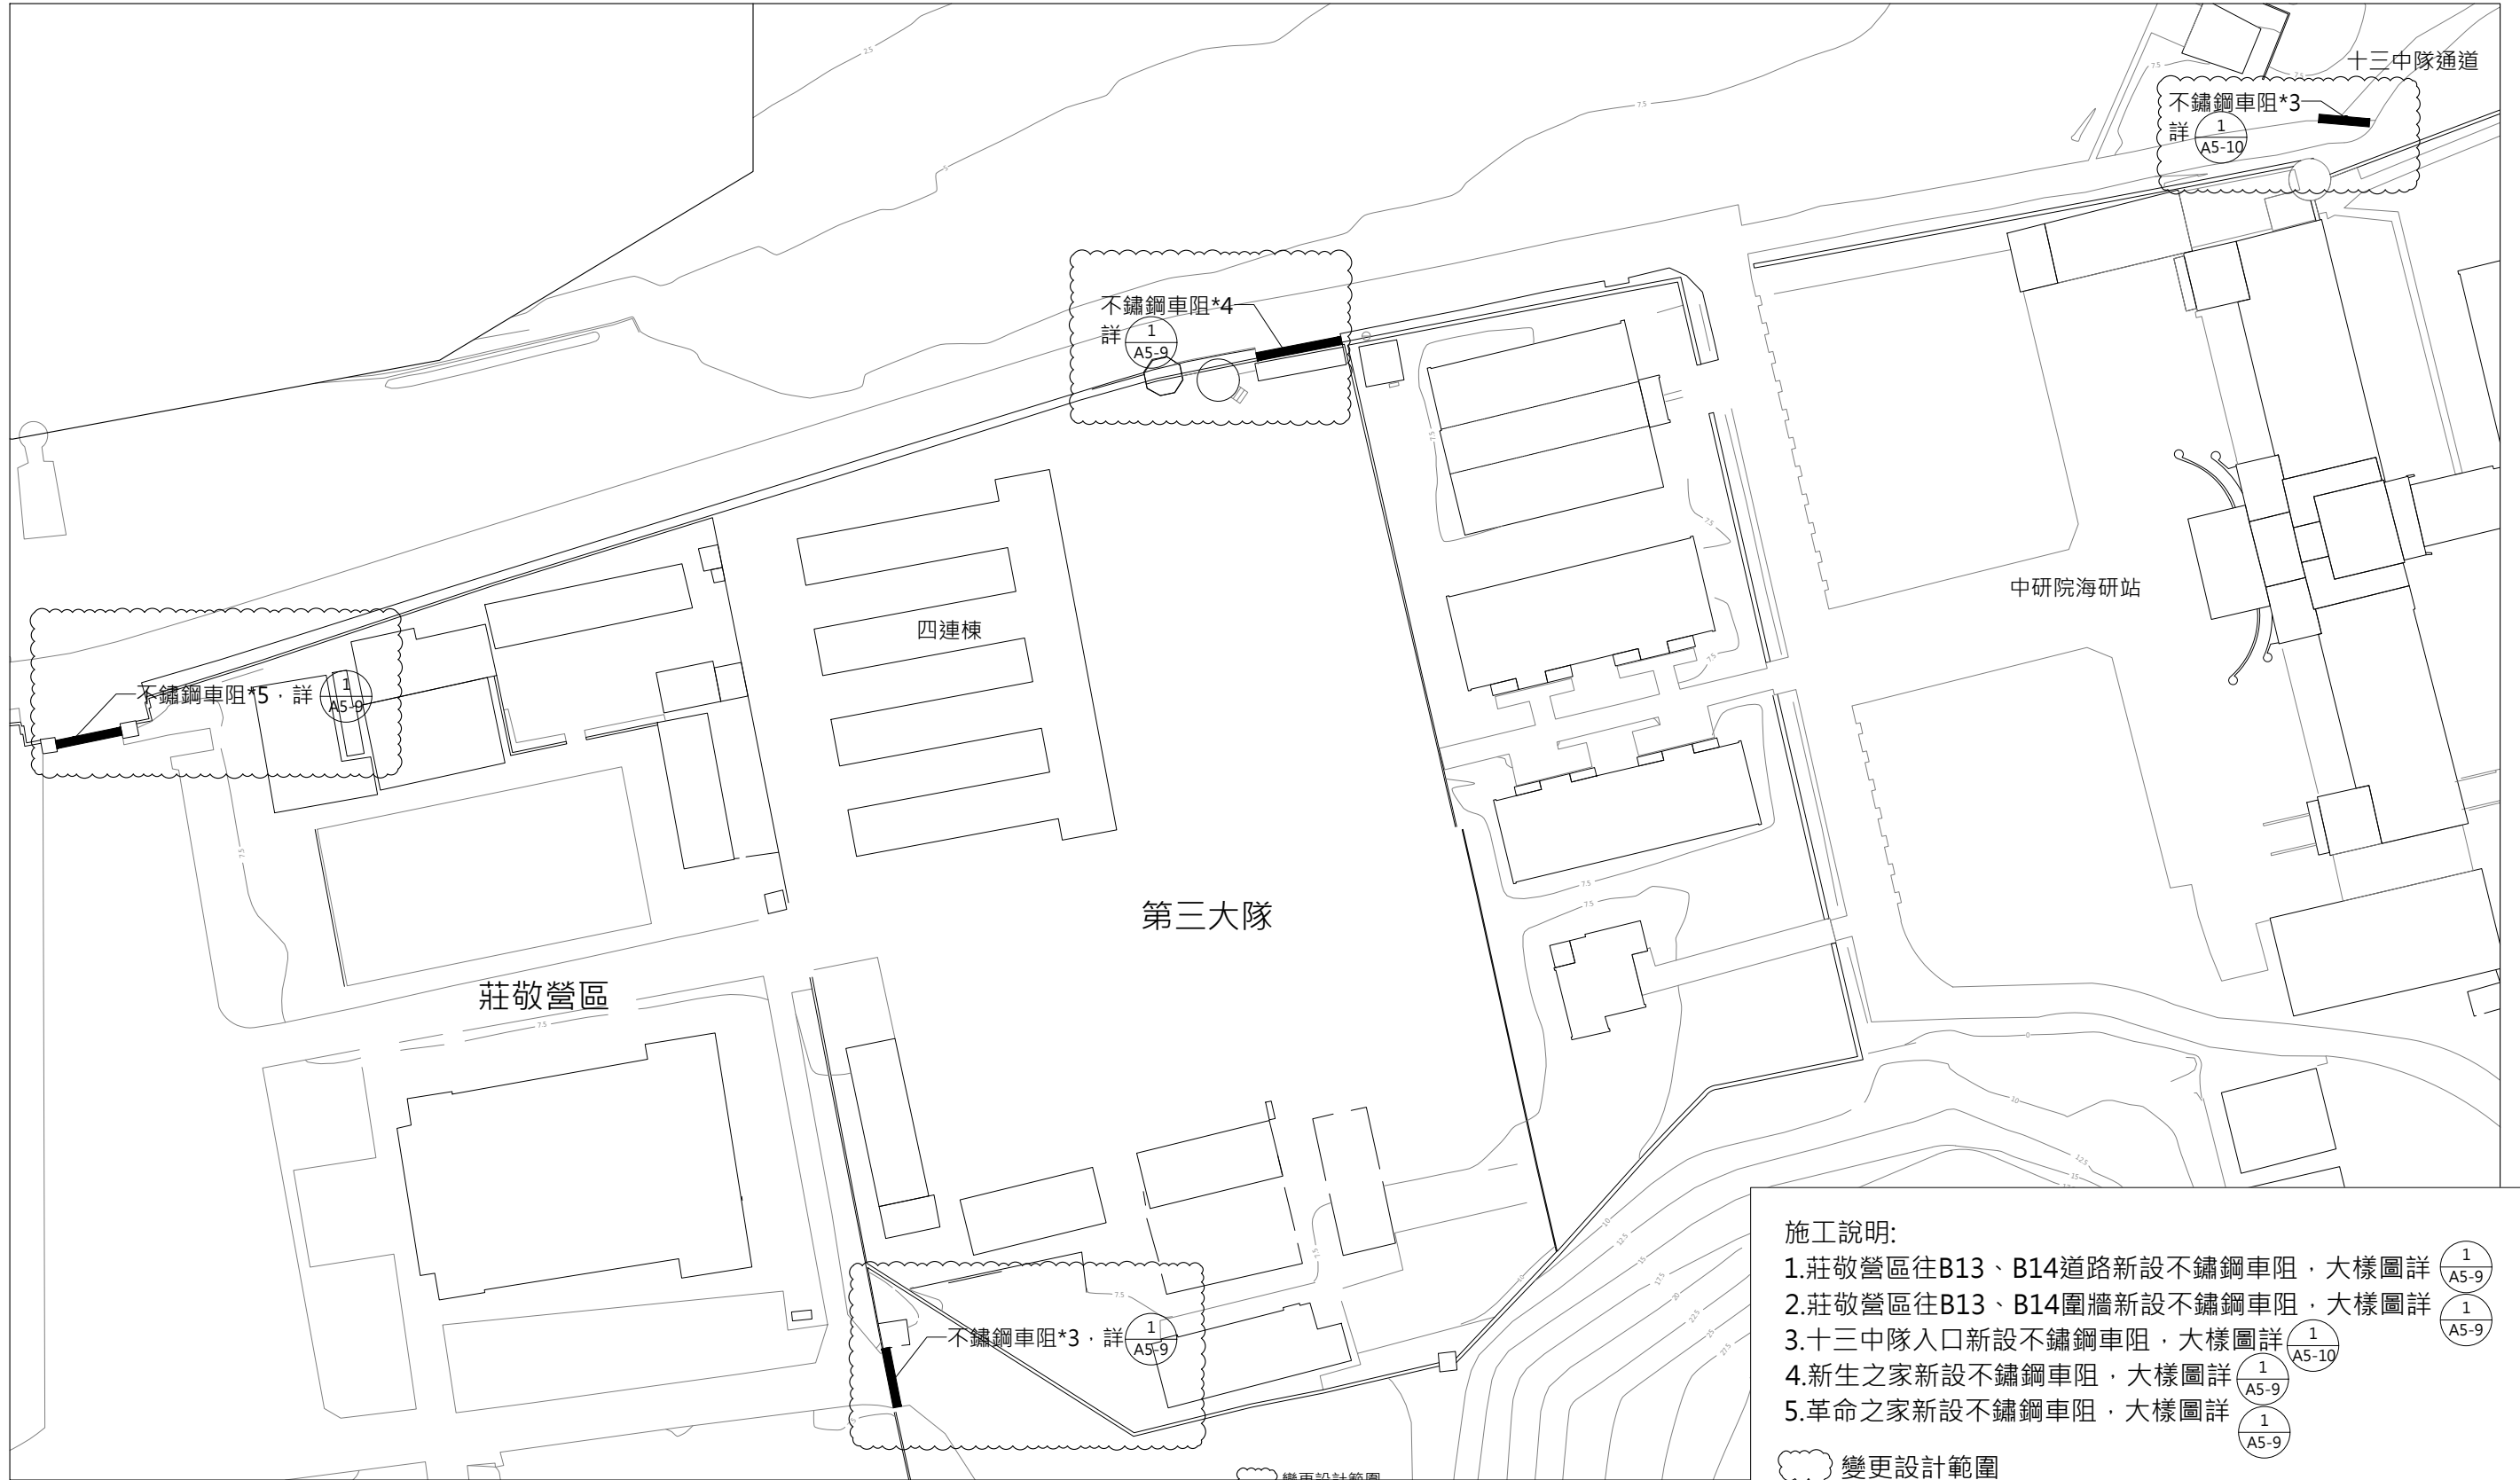 十三中隊通道
不鏽鋼車阻*3
詳 1
A5-10
不鏽鋼車阻*4
詳 1
A5-9
中研院海研站
四連棟
不鏽鋼車阻*5，詳 1
A5-9
第三大隊
莊敬營區
不鏽鋼車阻*3，詳 1
A5-9
施工說明:
1.莊敬營區往B13、B14道路新設不鏽鋼車阻，大樣圖詳 1
A5-9
2.莊敬營區往B13、B14圍牆新設不鏽鋼車阻，大樣圖詳 1
A5-9
3.十三中隊入口新設不鏽鋼車阻，大樣圖詳 1
A5-10
4.新生之家新設不鏽鋼車阻，大樣圖詳 1
A5-9
5.革命之家新設不鏽鋼車阻，大樣圖詳 1
A5-9
變更設計範圍
變更設計範圍